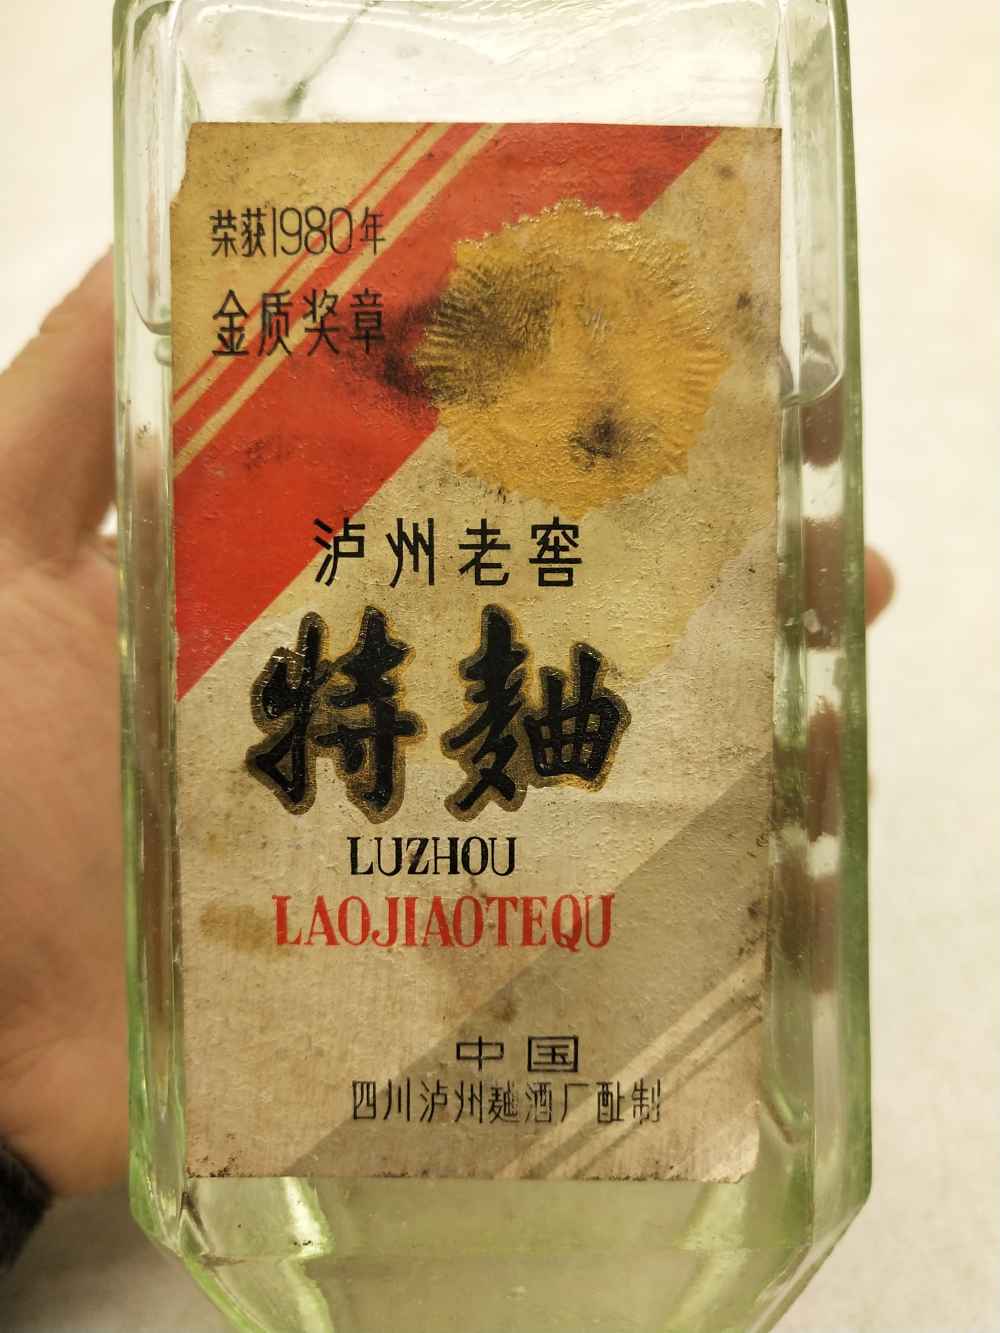 荣获1980年
金质奖章
泸州老窖
特麯
LUZHOU
LAOJIAOTEQU
中国
四川泸州麯酒厂酿制